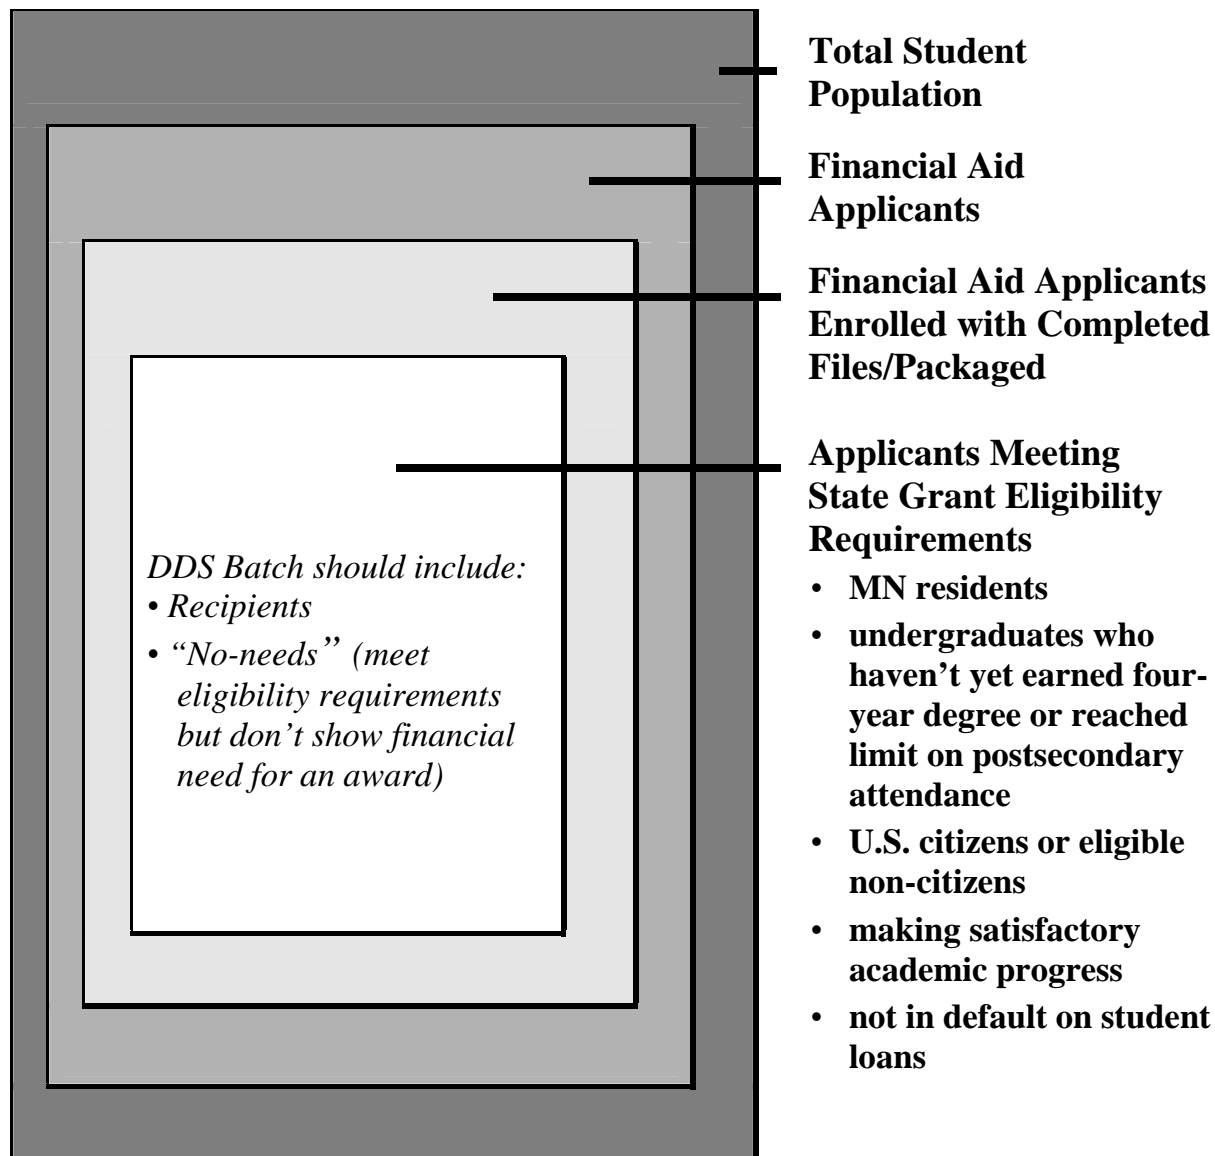 Total Student
Population
Financial Aid
Applicants
Financial Aid Applicants
Enrolled with Completed
Files/Packaged
Applicants Meeting
State Grant Eligibility
Requirements
• MN residents
• undergraduates who
haven’t yet earned four-
year degree or reached
limit on postsecondary
attendance
• U.S. citizens or eligible
non-citizens
• making satisfactory
academic progress
• not in default on student
loans
DDS Batch should include:
• Recipients
• “No-needs” (meet
eligibility requirements
but don’t show financial
need for an award)